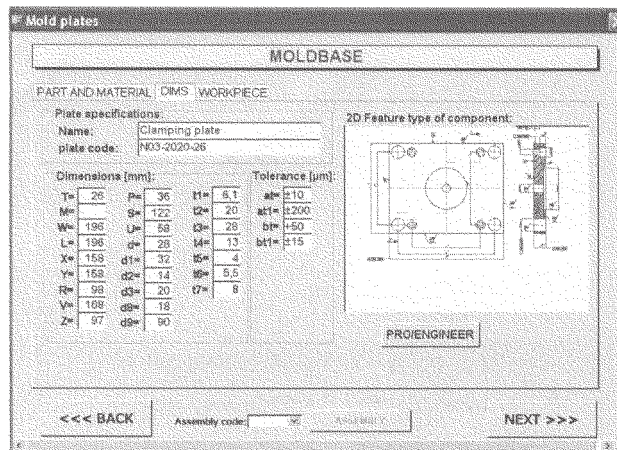 Mold plates
MOLDBASE
PART AND MATERIAL DIMS WORKPIECE
Plate specifications:
Name: Clamping plate
plate code: N03-2020-26
2D Feature type of component:
Dimensions [mm]:
T= 26
M=
W= 196
L= 196
X= 158
Y= 158
R= 98
V= 168
Z= 97
P= 36
S= 122
U= 58
d= 28
d1= 32
d2= 14
d3= 20
d8= 18
d9= 90
t1= 6,1
t2= 20
t3= 28
t4= 13
t5= 4
t6= 5,5
t7= 8
Tolerance [µm]:
at= ±10
at1= ±200
bt= +50
bt1= ±15
PRO/ENGINEER
<<< BACK
Assembly code:
ASSEMBLY
NEXT >>>